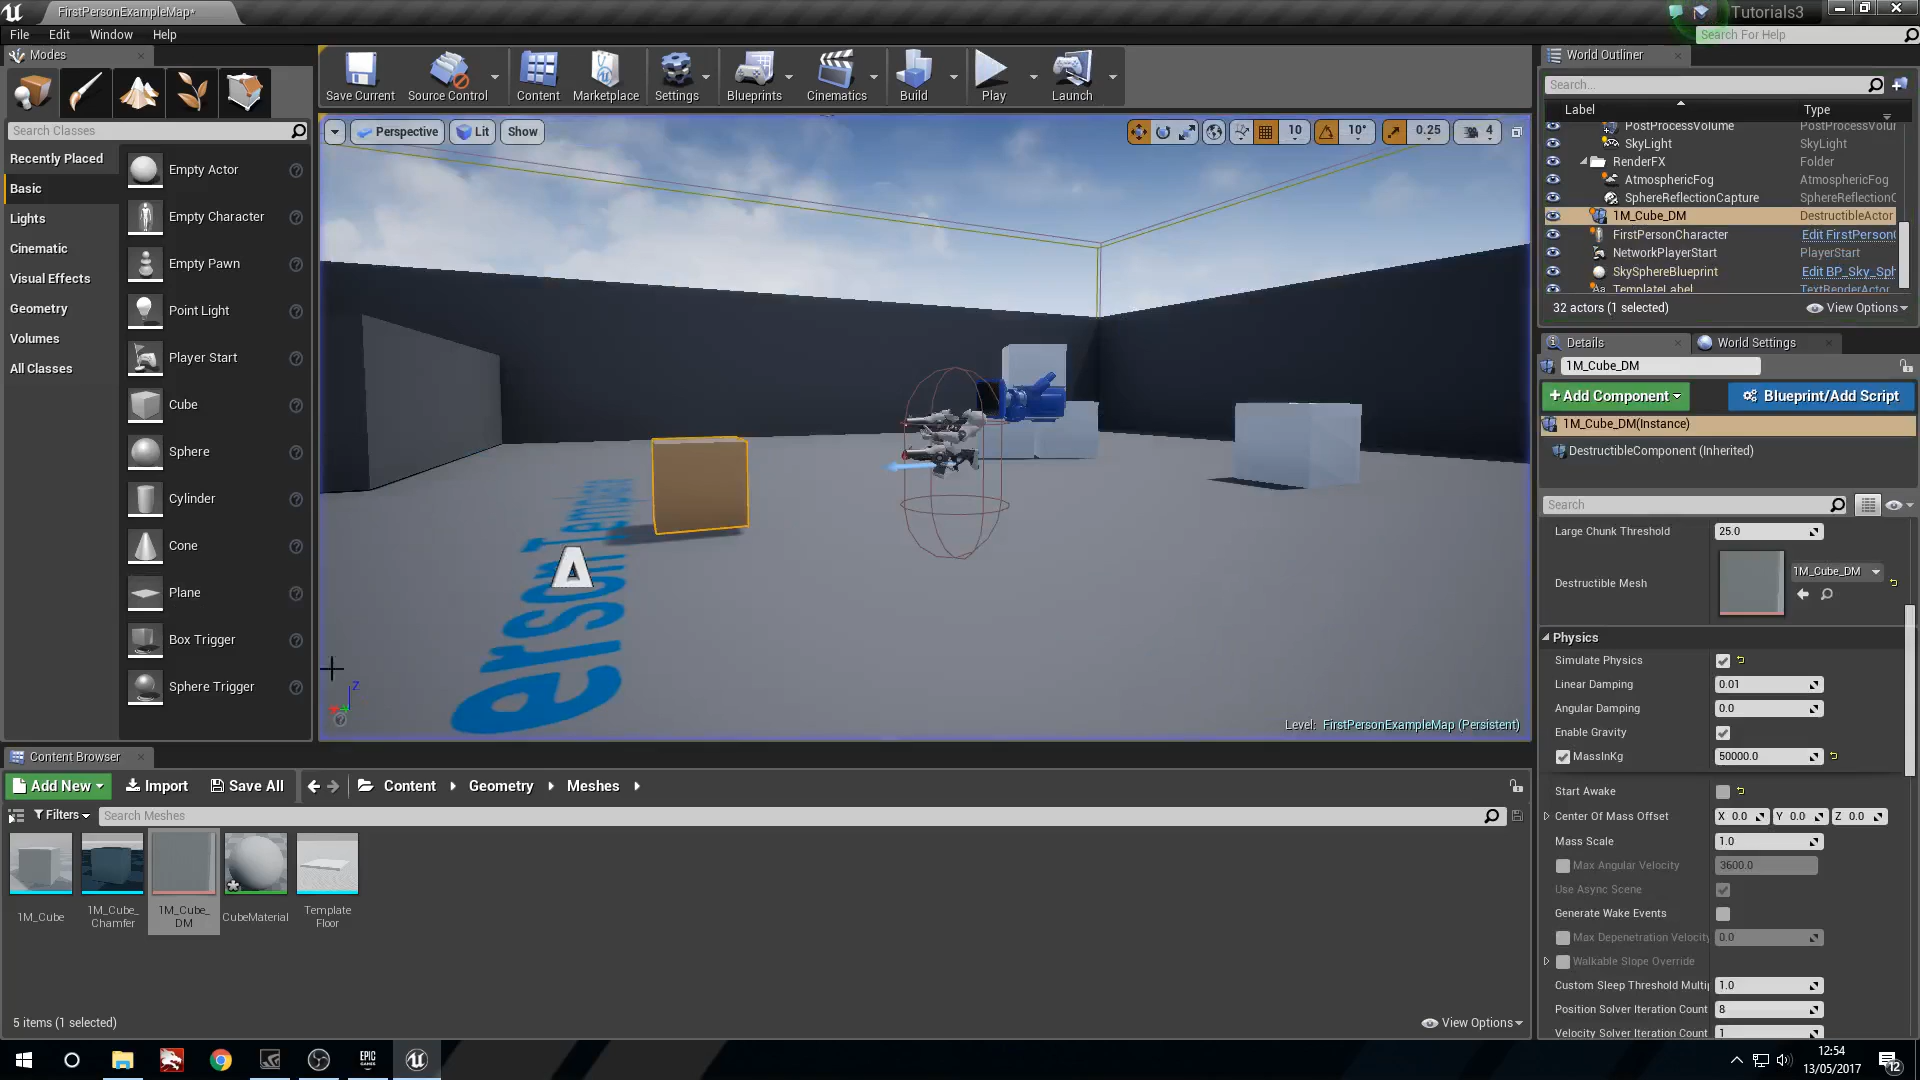 FirstPersonExampleMap*
Tutorials3
File Edit Window Help
Search For Help
Modes
Search Classes
Recently Placed
Basic
Lights
Cinematic
Visual Effects
Geometry
Volumes
All Classes
Empty Actor
Empty Character
Empty Pawn
Point Light
Player Start
Cube
Sphere
Cylinder
Cone
Plane
Box Trigger
Sphere Trigger
Save Current
Source Control
Content
Marketplace
Settings
Blueprints
Cinematics
Build
Play
Launch
Perspective
Lit
Show
10
10°
0.25
4
Z
Level: FirstPersonExampleMap (Persistent)
World Outliner
Search...
Label Type
PostProcessVolume PostProcessVolur
SkyLight SkyLight
RenderFX Folder
AtmosphericFog AtmosphericFog
SphereReflectionCapture SphereReflectionC
1M_Cube_DM DestructibleActor
FirstPersonCharacter Edit FirstPerson
NetworkPlayerStart PlayerStart
SkySphereBlueprint Edit BP_Sky_Sph
TemplateLabel TextRenderActor
32 actors (1 selected)
View Options
Details
World Settings
1M_Cube_DM
+Add Component
Blueprint/Add Script
1M_Cube_DM(Instance)
DestructibleComponent (Inherited)
Search
Large Chunk Threshold 25.0
Destructible Mesh 1M_Cube_DM
Physics
Simulate Physics
Linear Damping 0.01
Angular Damping 0.0
Enable Gravity
MassInKg 50000.0
Start Awake
Center Of Mass Offset X 0.0 Y 0.0 Z 0.0
Mass Scale 1.0
Max Angular Velocity 3600.0
Use Async Scene
Generate Wake Events
Max Depenetration Velocity 0.0
Walkable Slope Override
Custom Sleep Threshold Multi 1.0
Position Solver Iteration Count 8
Velocity Solver Iteration Count 1
Content Browser
Add New
Import
Save All
Content
Geometry
Meshes
Filters
Search Meshes
1M_Cube
1M_Cube_
Chamfer
1M_Cube_
DM
CubeMaterial
Template
Floor
5 items (1 selected)
View Options
EPIC
GAMES
12:54
13/05/2017
12